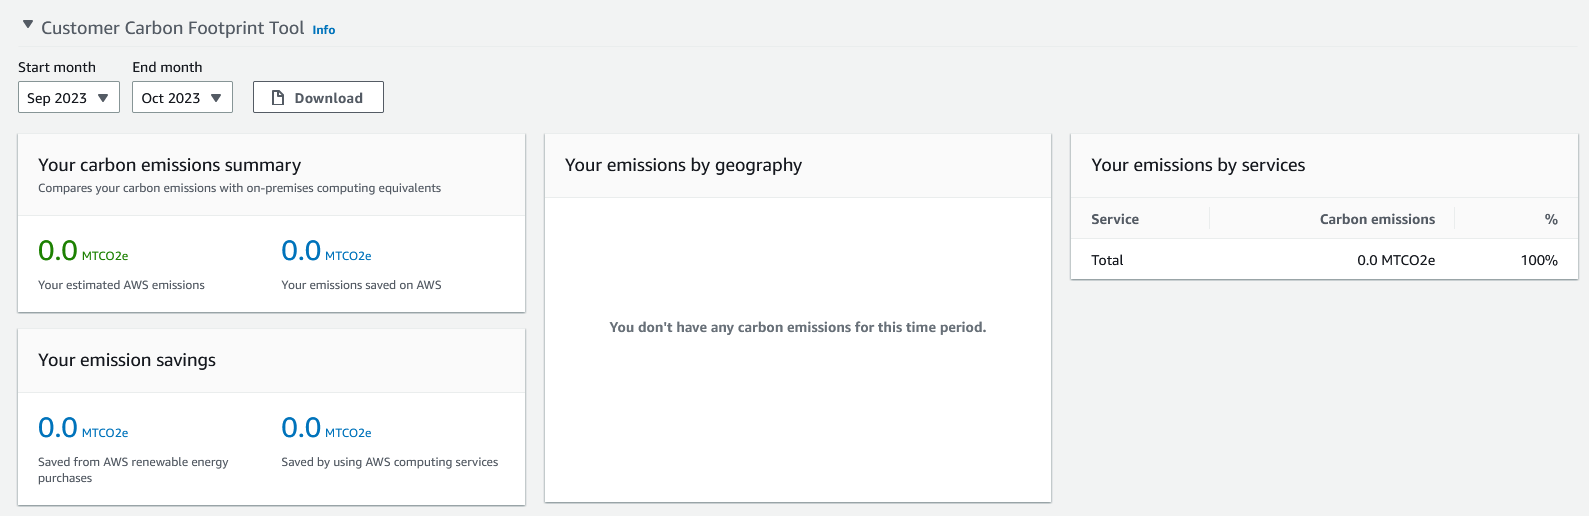 Customer Carbon Footprint Tool Info
Start month End month
Sep 2023 Oct 2023 Download
Your carbon emissions summary
Compares your carbon emissions with on-premises computing equivalents
0.0 MTCO2e 0.0 MTCO2e
Your estimated AWS emissions Your emissions saved on AWS
Your emission savings
0.0 MTCO2e 0.0 MTCO2e
Saved from AWS renewable energy
purchases
Saved by using AWS computing services
Your emissions by geography
You don't have any carbon emissions for this time period.
Your emissions by services
Service Carbon emissions %
Total 0.0 MTCO2e 100%